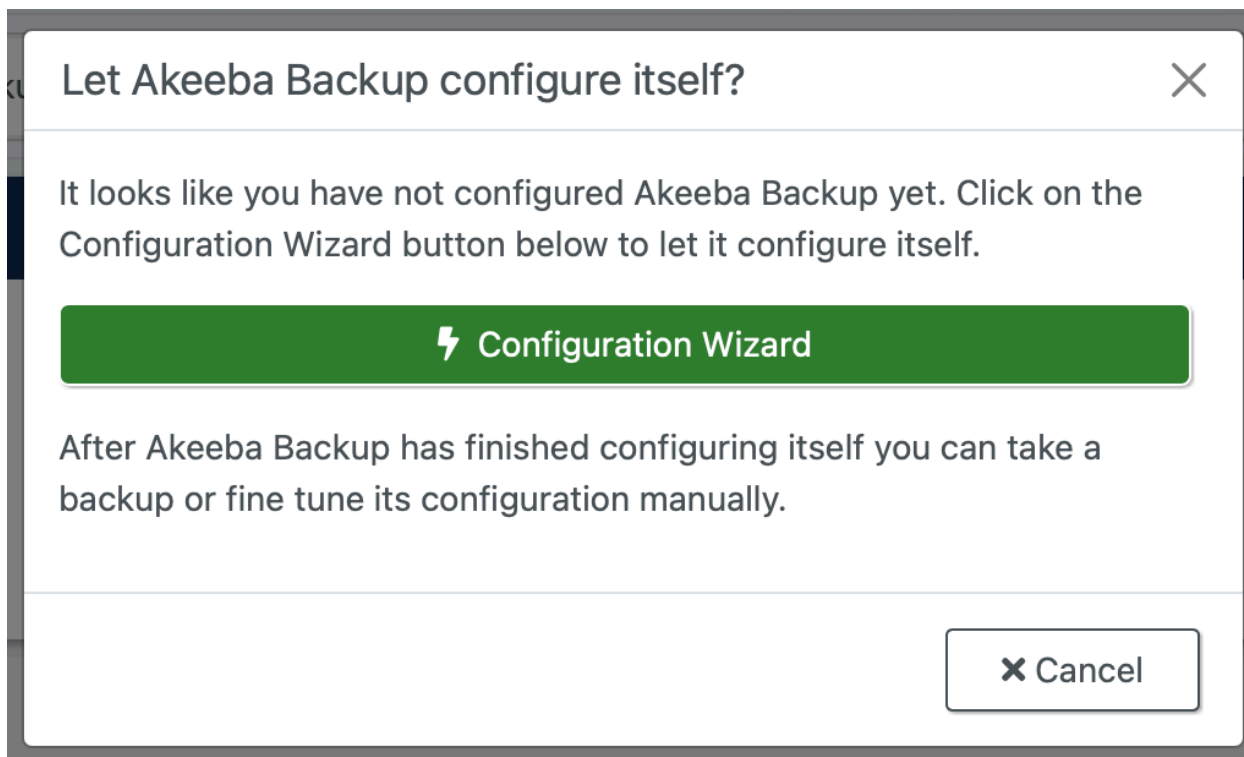 Let Akeeba Backup configure itself?
It looks like you have not configured Akeeba Backup yet. Click on the
Configuration Wizard button below to let it configure itself.
Configuration Wizard
After Akeeba Backup has finished configuring itself you can take a
backup or fine tune its configuration manually.
Cancel